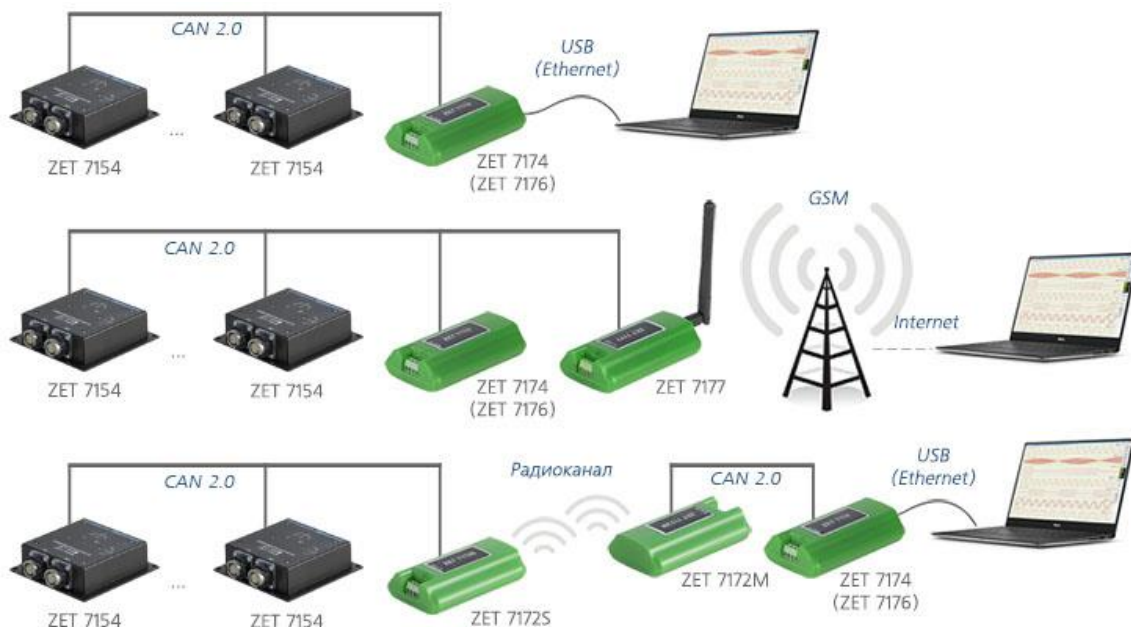 CAN 2.0
USB
(Ethernet)
ZET 7154
...
ZET 7154
ZET 7174
(ZET 7176)
CAN 2.0
GSM
Internet
ZET 7154
...
ZET 7154
ZET 7174
(ZET 7176)
ZET 7177
CAN 2.0
Радиоканал
CAN 2.0
USB
(Ethernet)
ZET 7154
...
ZET 7154
ZET 7172S
ZET 7172M
ZET 7174
(ZET 7176)